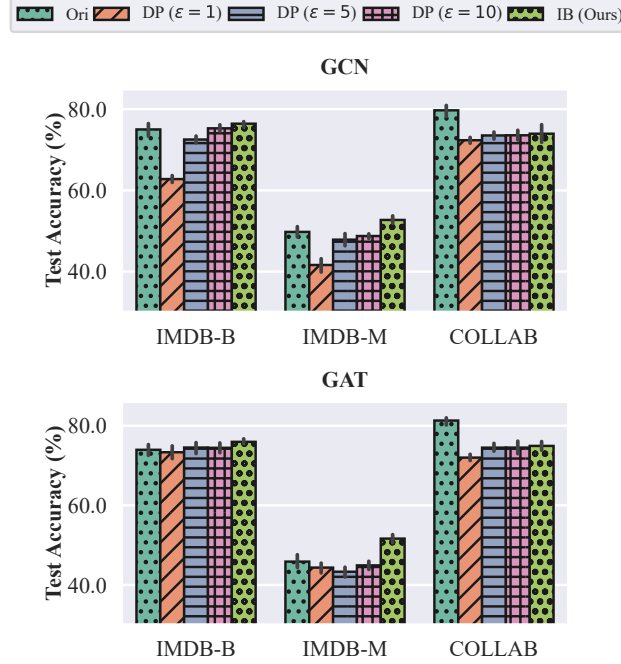 Ori DP (ε = 1) DP (ε = 5) DP (ε = 10) IB (Ours)
GCN
Test Accuracy (%)
80.0
60.0
40.0
IMDB-B IMDB-M COLLAB
GAT
Test Accuracy (%)
80.0
60.0
40.0
IMDB-B IMDB-M COLLAB